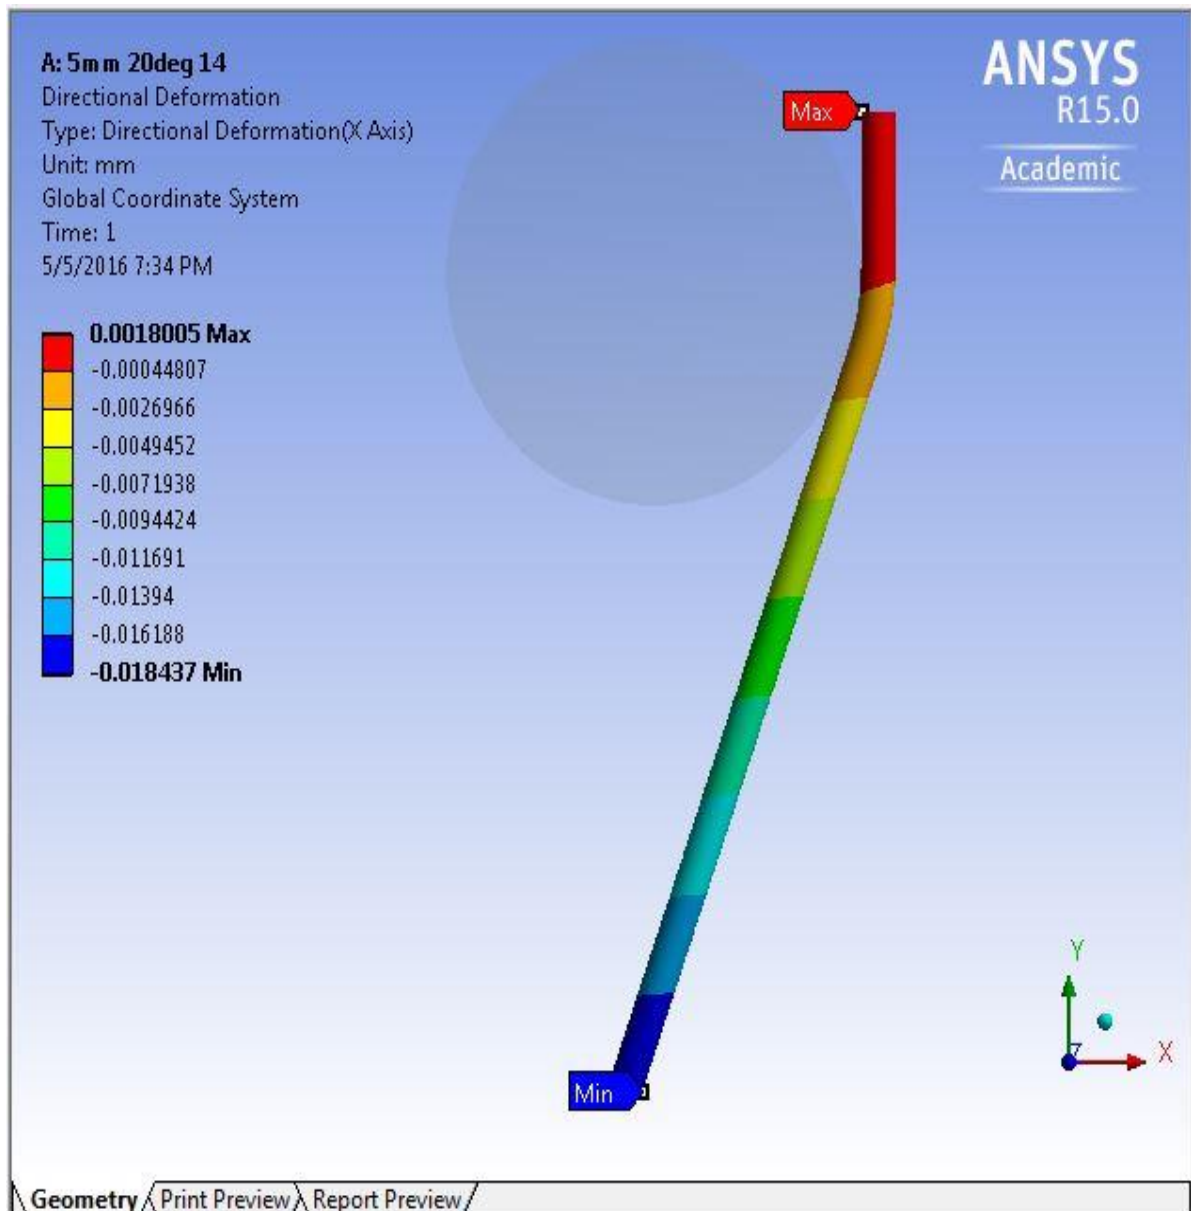 A: 5mm 20deg 14
Directional Deformation
Type: Directional Deformation(X Axis)
Unit: mm
Global Coordinate System
Time: 1
5/5/2016 7:34 PM
ANSYS
R15.0
Academic
Max
0.0018005 Max
-0.00044807
-0.0026966
-0.0049452
-0.0071938
-0.0094424
-0.011691
-0.01394
-0.016188
-0.018437 Min
Min
Y
Z
X
Geometry Print Preview Report Preview